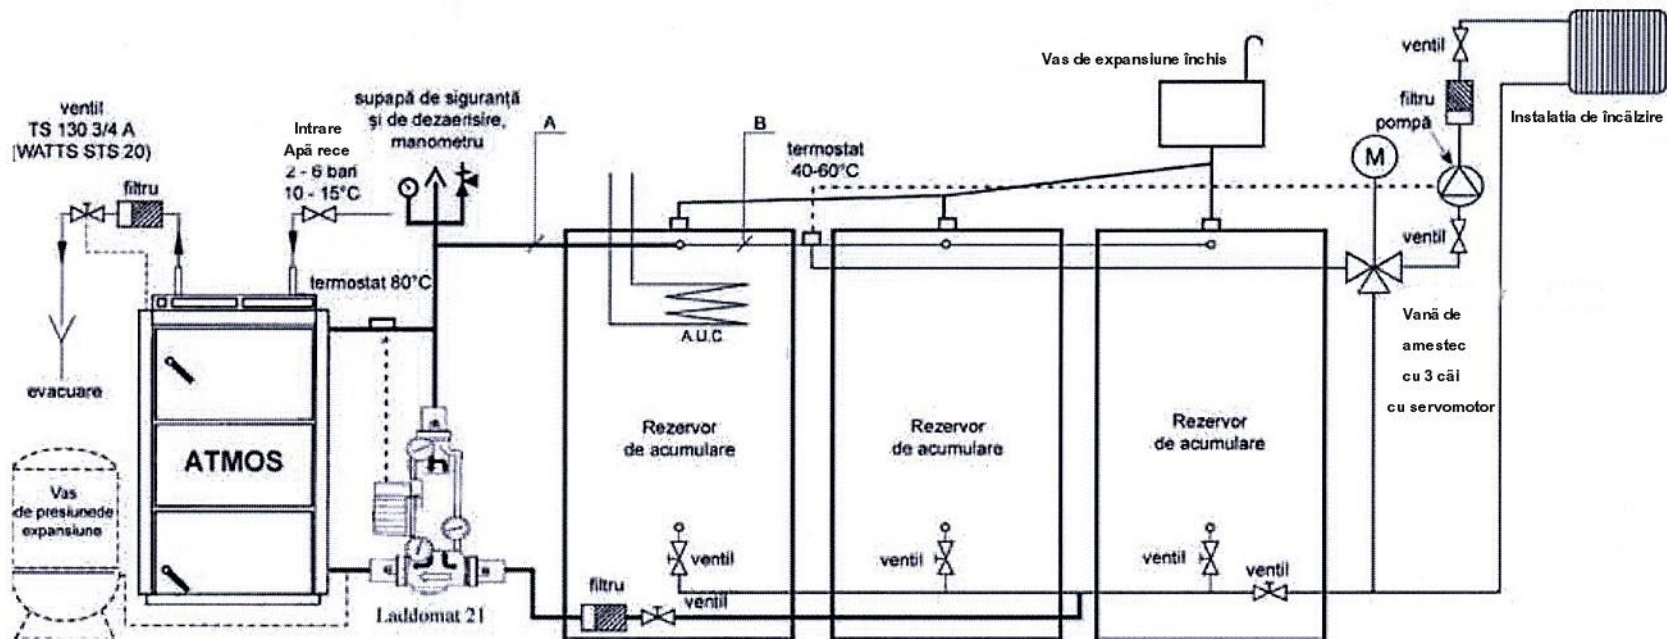 ventil
TS 130 3/4 A
(WATTS STS 20)
filtru
evacuare
Intrare
Apă rece
2 - 6 bari
10 - 15°C
supapă de siguranță
și de dezaerisire,
manometru
termostat 80°C
A
B
termostat
40-60°C
Vas de expansiune închis
ventil
filtru
pompă
M
ventil
Instalatia de încălzire
Vană de
amestec
cu 3 căi
cu servomotor
A.U.C.
Rezervor
de acumulare
Rezervor
de acumulare
Rezervor
de acumulare
ATMOS
Vas
de presiunede
expansiune
Laddomat 21
filtru
ventil
ventil
ventil
ventil
ventil